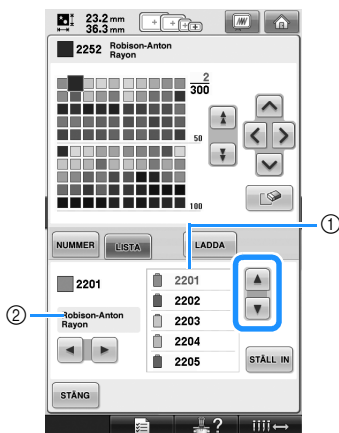 23.2 mm
36.3 mm
2252 Robison-Anton
Rayon
2
300
50
100
NUMMER
LISTA
LADDA
①
2201
Robison-Anton
Rayon
②
2201
2202
2203
2204
2205
STÄLL IN
STÄNG
?